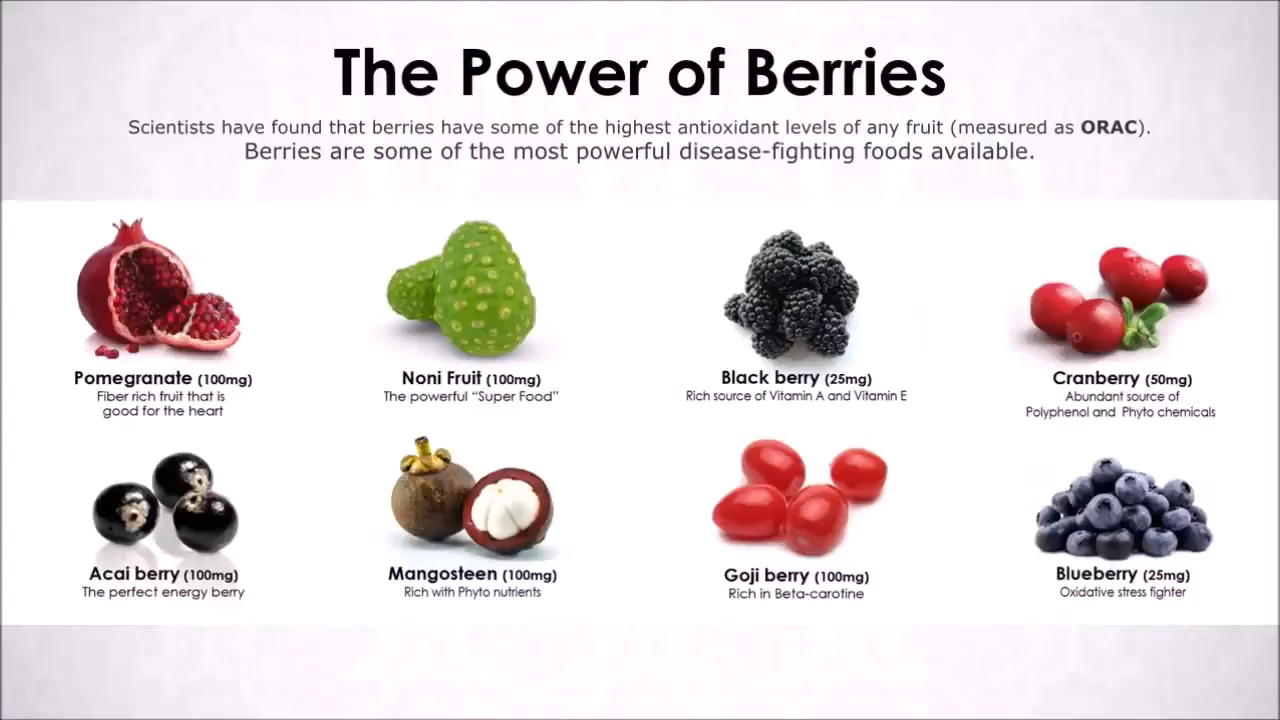 The Power of Berries
Scientists have found that berries have some of the highest antioxidant levels of any fruit (measured as ORAC).
Berries are some of the most powerful disease-fighting foods available.
Pomegranate (100mg)
Fiber rich fruit that is
good for the heart
Noni Fruit (100mg)
The powerful “Super Food”
Black berry (25mg)
Rich source of Vitamin A and Vitamin E
Cranberry (50mg)
Abundant source of
Polyphenol and Phyto chemicals
Acai berry (100mg)
The perfect energy berry
Mangosteen (100mg)
Rich with Phyto nutrients
Goji berry (100mg)
Rich in Beta-carotine
Blueberry (25mg)
Oxidative stress fighter